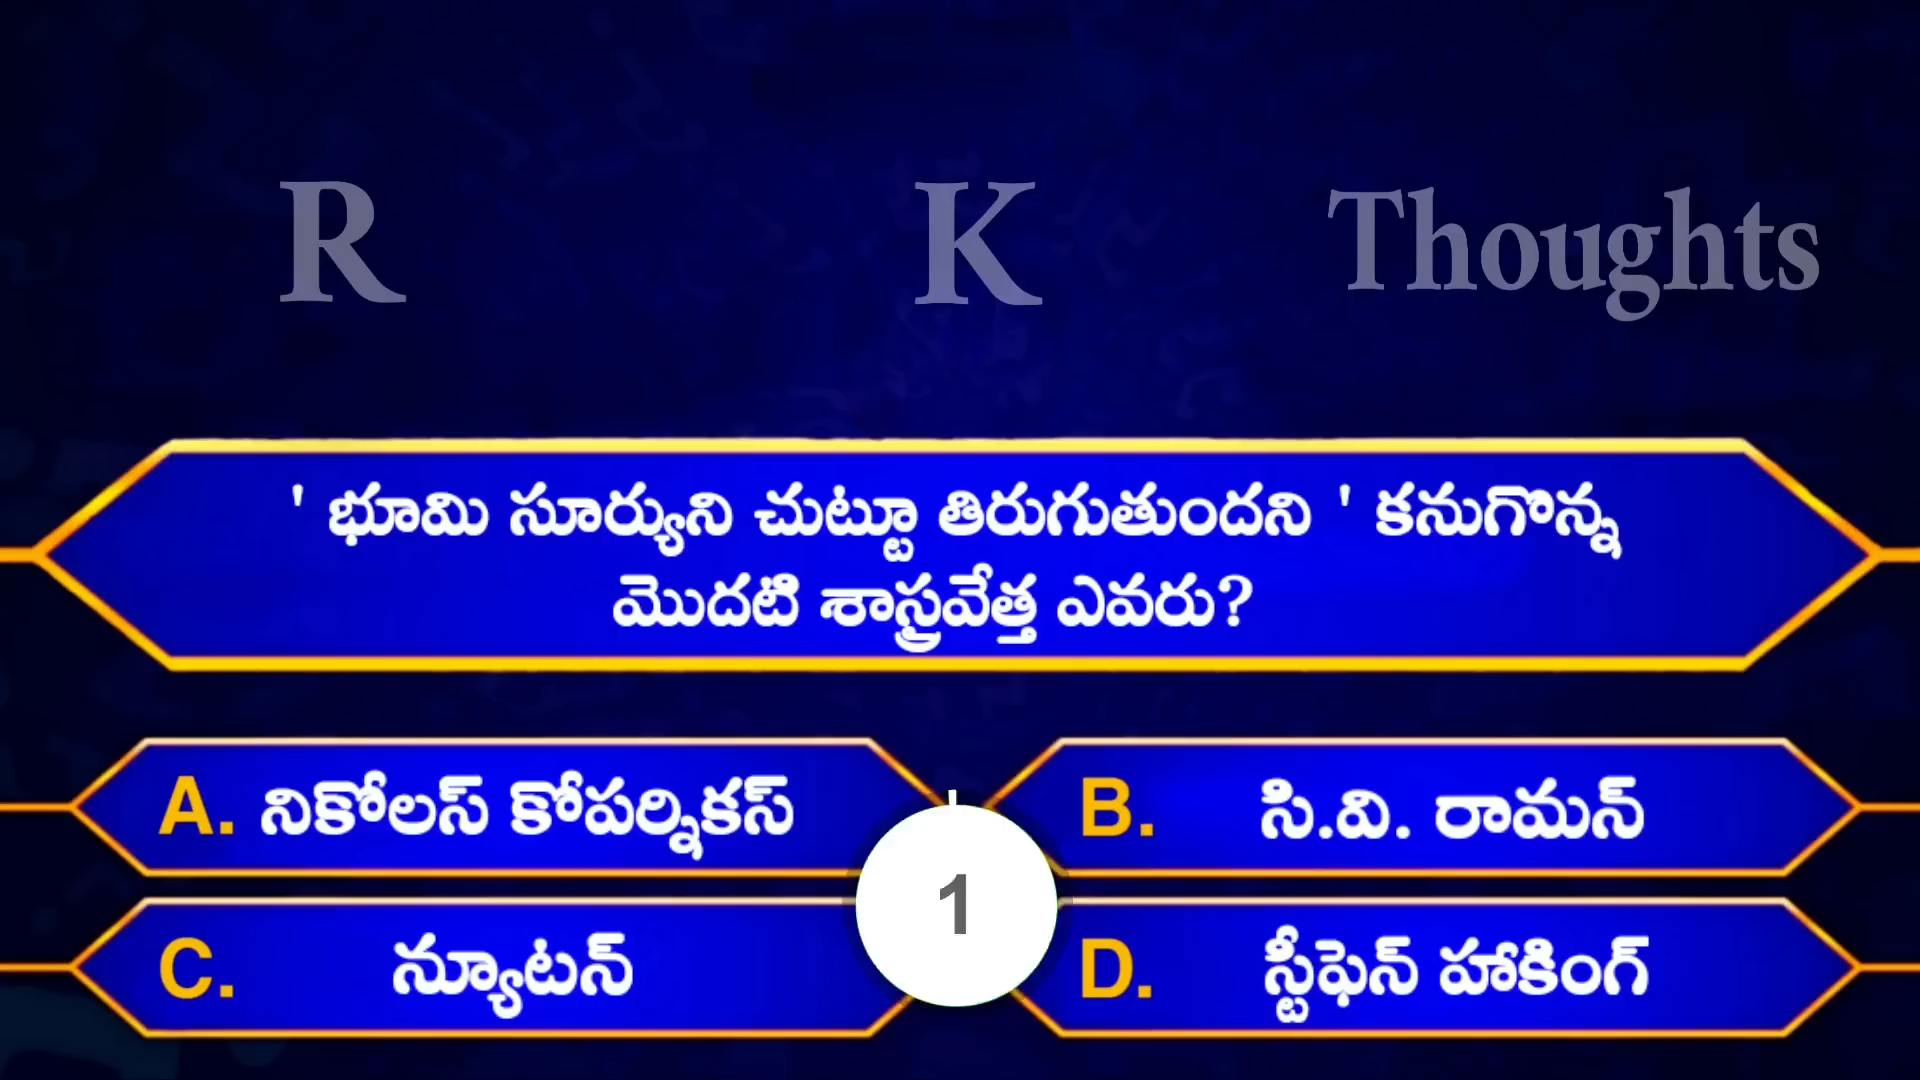 R K Thoughts
' భూమి సూర్యుని చుట్టూ తిరుగుతుందని ' కనుగొన్న
మొదటి శాస్త్రవేత్త ఎవరు?
A. నికోలస్ కోపర్నికస్
B. సి.వి. రామన్
1
C. న్యూటన్
D. స్టీఫెన్ హాకింగ్